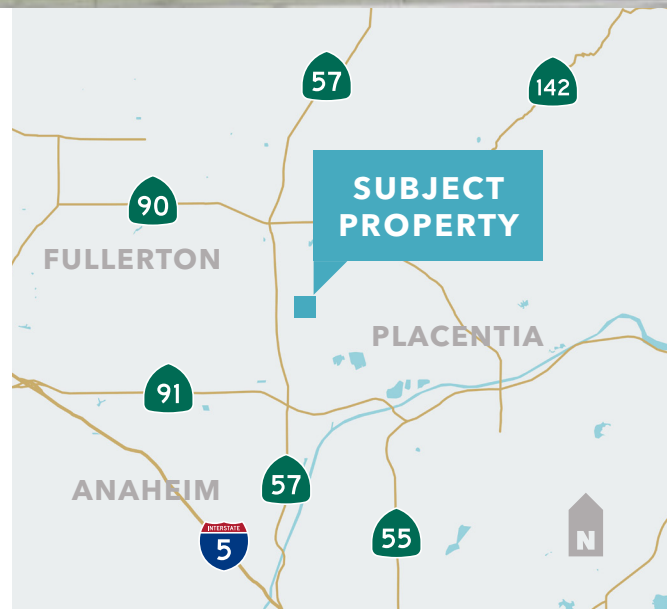 57
142
SUBJECT
PROPERTY
90
FULLERTON
PLACENTIA
91
ANAHEIM
57
INTERSTATE
5
55
N